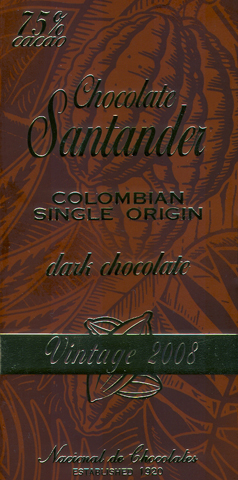 75%
cacao
Chocolate
Santander
COLOMBIAN
SINGLE ORIGIN
dark chocolate
Vintage 2008
Nacional de Chocolates
ESTABLISHED 1920